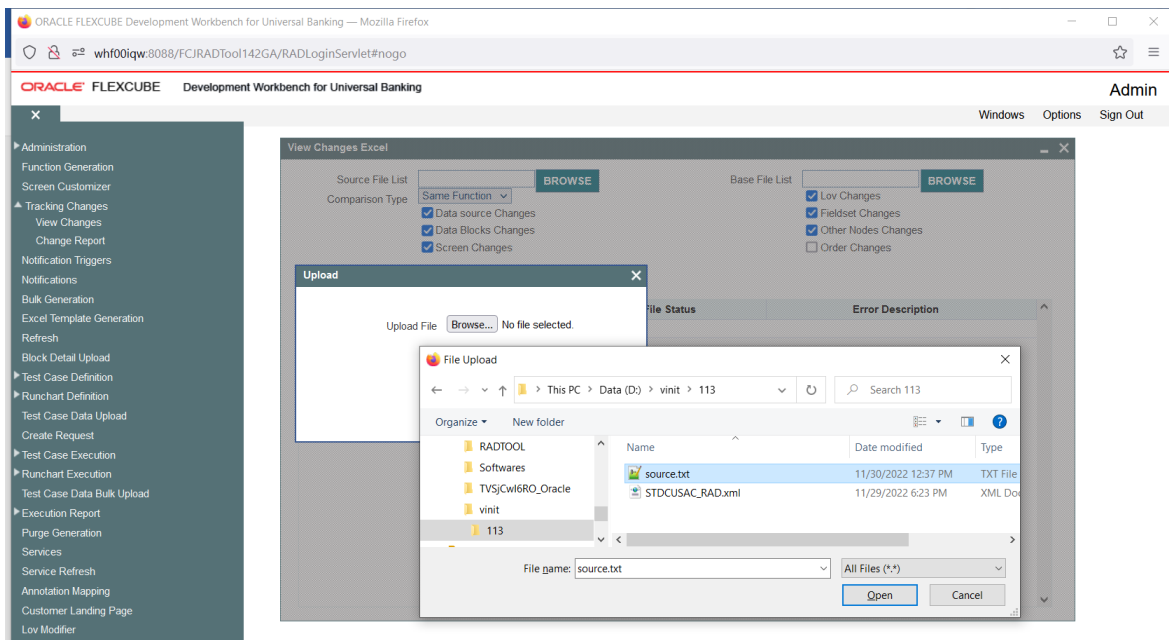 ORACLE FLEXCUBE Development Workbench for Universal Banking — Mozilla Firefox
whf00iqw:8088/FCJRADTool142GA/RADLoginServlet#nogo
ORACLE FLEXCUBE Development Workbench for Universal Banking Admin
Windows Options Sign Out
Administration
Function Generation
Screen Customizer
Tracking Changes
View Changes
Change Report
Notification Triggers
Notifications
Bulk Generation
Excel Template Generation
Refresh
Block Detail Upload
Test Case Definition
Runchart Definition
Test Case Data Upload
Create Request
Test Case Execution
Runchart Execution
Test Case Data Bulk Upload
Execution Report
Purge Generation
Services
Service Refresh
Annotation Mapping
Customer Landing Page
Lov Modifier
View Changes Excel
Source File List BROWSE Base File List BROWSE
Comparison Type Same Function Lov Changes
Data source Changes Fieldset Changes
Data Blocks Changes Other Nodes Changes
Screen Changes Order Changes
File Status Error Description
Upload
Upload File Browse... No file selected.
File Upload
This PC > Data (D:) > vinit > 113 Search 113
Organize New folder
RADTOOL
Softwares
TVSjCwl6RO_Oracle
vinit
113
Name Date modified Type
source.txt 11/30/2022 12:37 PM TXT File
STDCUSAC_RAD.xml 11/29/2022 6:23 PM XML Doc
File name: source.txt All Files (*.*)
Open Cancel